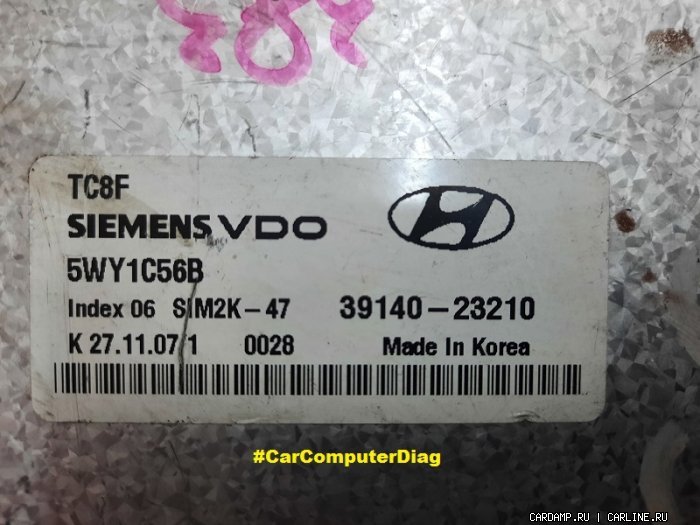 TC8F
SIEMENS VDO
5WY1C56B
Index 06 SIM2K-47 39140-23210
K 27.11.07/1 0028 Made In Korea
#CarComputerDiag
CARDAMP.RU | CARLINE.RU